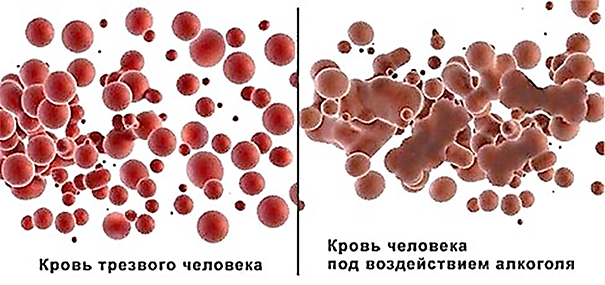 Кровь трезвого человека
Кровь человека
под воздействием алкоголя